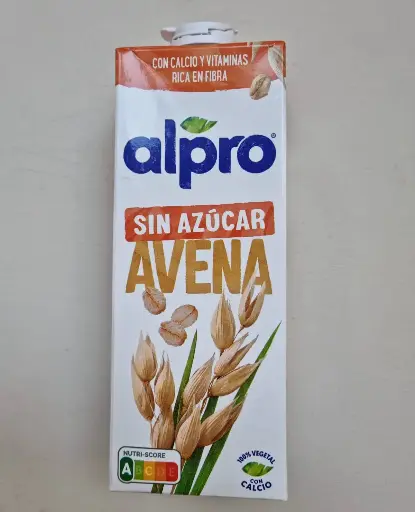 CON CALCIO Y VITAMINAS
RICA EN FIBRA
alpro®
SIN AZÚCAR
AVENA
NUTRI-SCORE
A B C D E
100% VEGETAL
CON
CALCIO